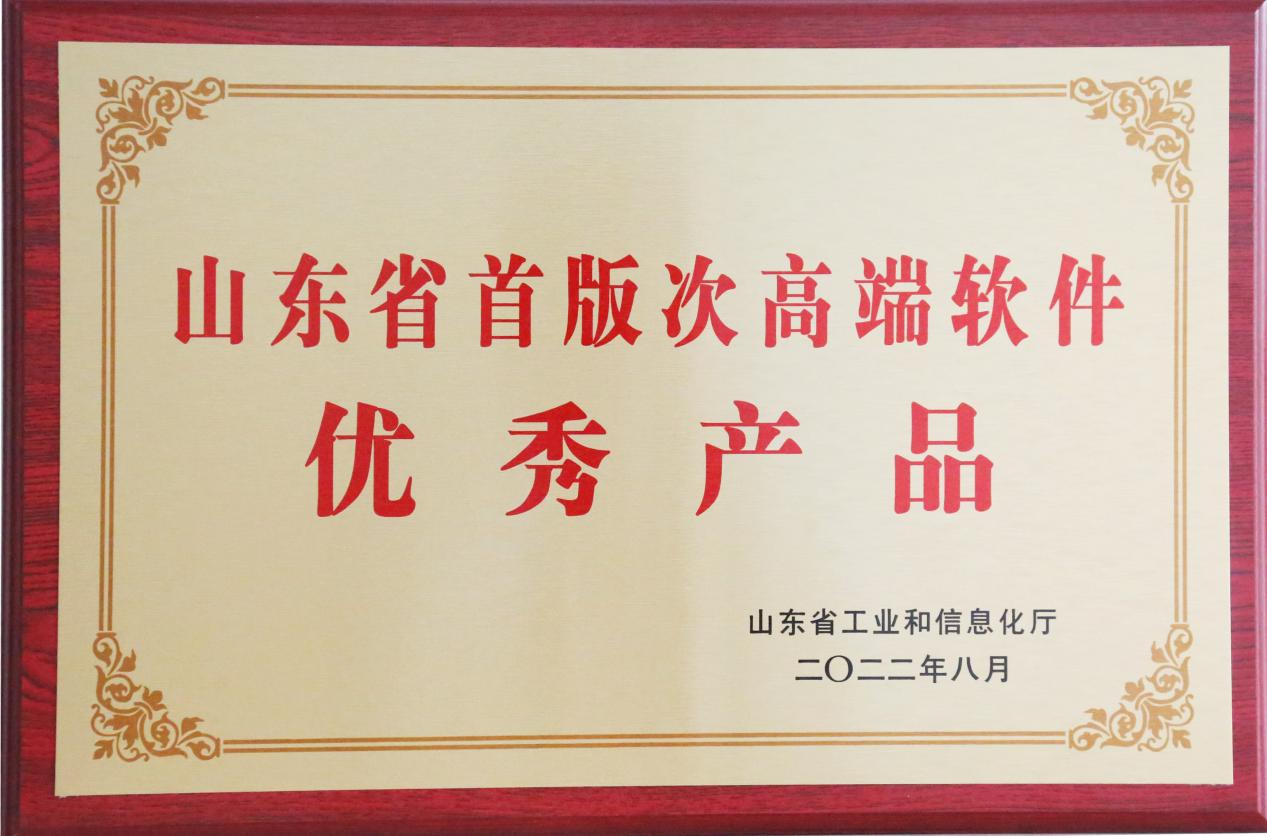 山东省首版次高端软件
优秀产品
山东省工业和信息化厅
二〇二二年八月